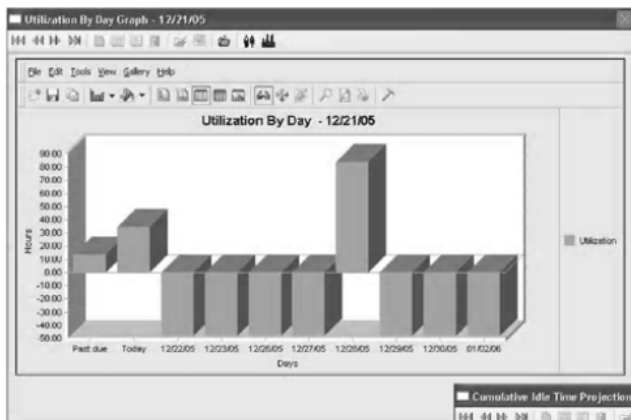 Utilization By Day Graph - 12/21/05
File Edit Tools View Gallery Help
Utilization By Day - 12/21/05
90.00
80.00
70.00
60.00
50.00
40.00
30.00
20.00
10.00
0.00
-10.00
-20.00
-30.00
-40.00
-50.00
Hours
Utilization
Past due Today 12/22/05 12/23/05 12/26/05 12/27/05 12/28/05 12/29/05 12/30/05 01/02/06
Days
Cumulative Idle Time Projection